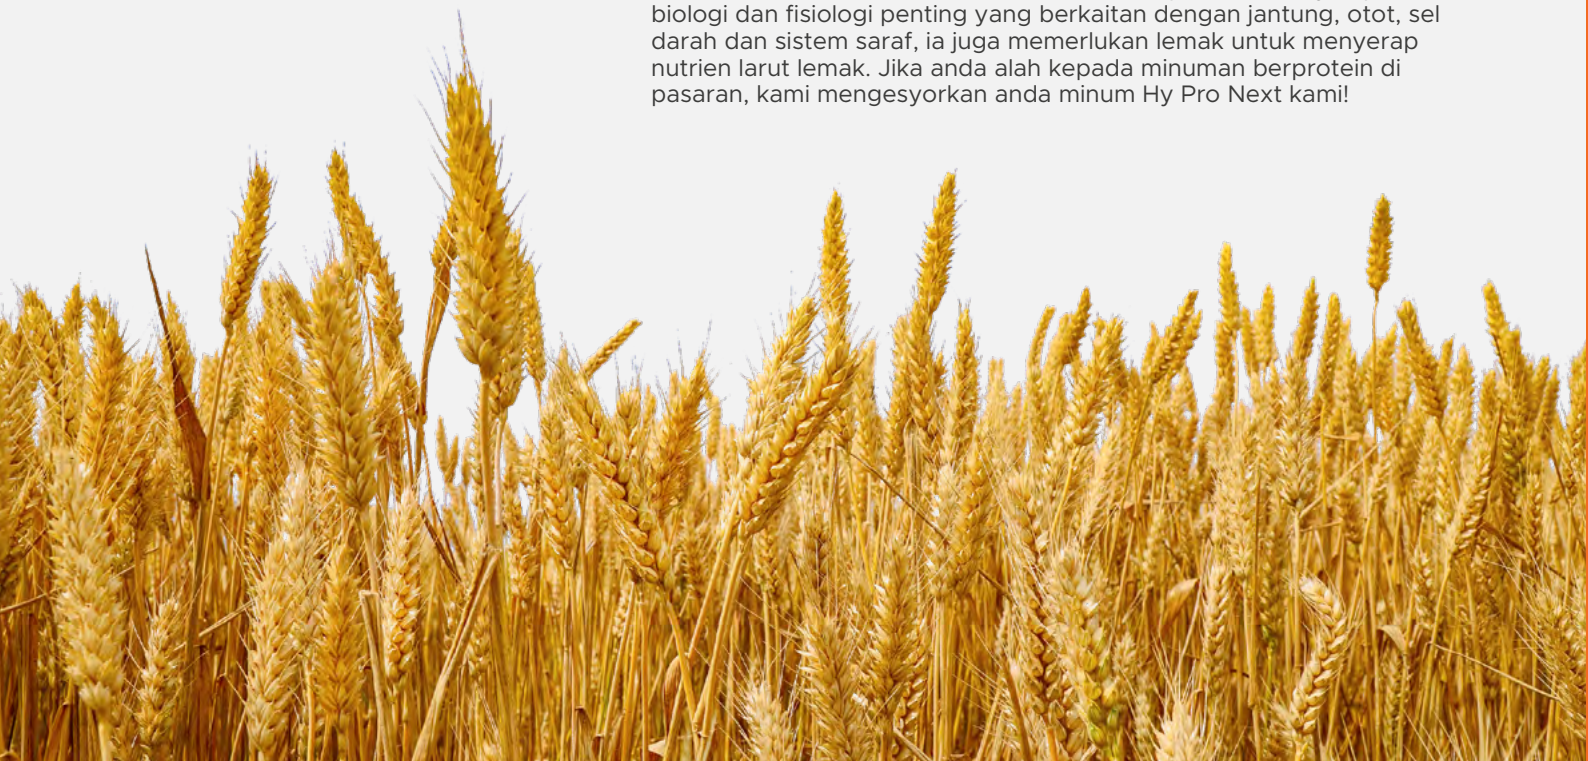 biologi dan fisiologi penting yang berkaitan dengan jantung, otot, sel
darah dan sistem saraf, ia juga memerlukan lemak untuk menyerap
nutrien larut lemak. Jika anda alah kepada minuman berprotein di
pasaran, kami mengesyorkan anda minum Hy Pro Next kami!